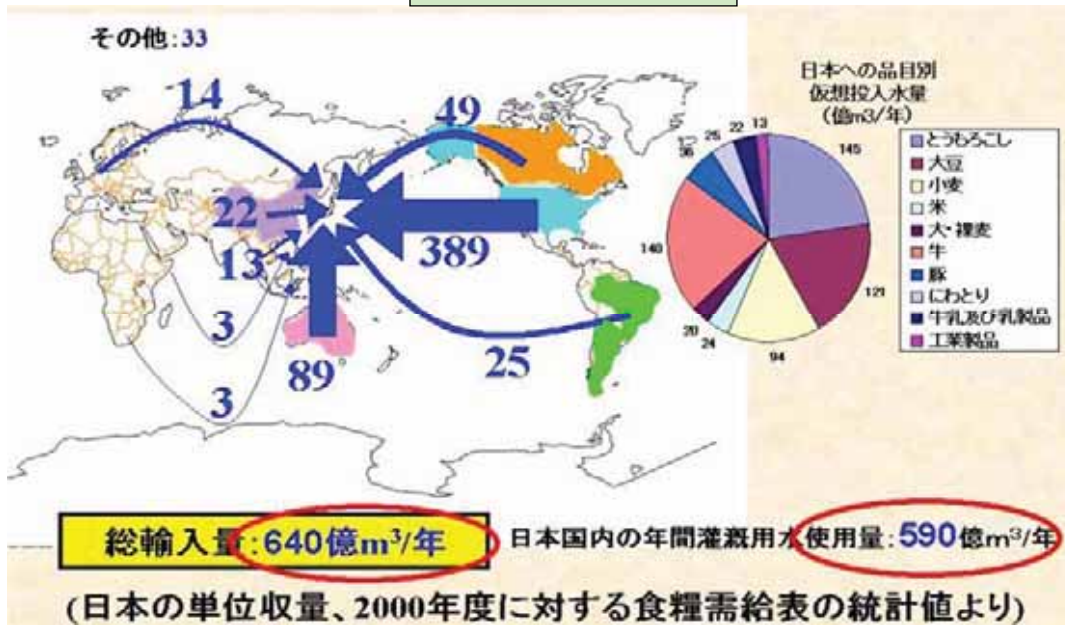 その他:33
14
49
22
13
389
3
3
89
25
日本への品目別
仮想投入水量
(億m3/年)
145
121
94
24
20
140
36
25
22
13
とうもろこし
大豆
小麦
米
大・裸麦
牛
豚
にわとり
牛乳及び乳製品
工業製品
総輸入量:640億m³/年
日本国内の年間灌漑用水使用量:590億m³/年
(日本の単位収量、2000年度に対する食糧需給表の統計値より)